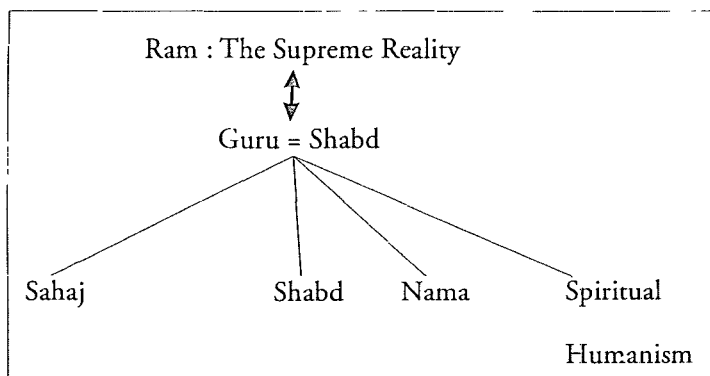 Ram : The Supreme Reality
Guru = Shabd
Sahaj Shabd Nama Spiritual
Humanism